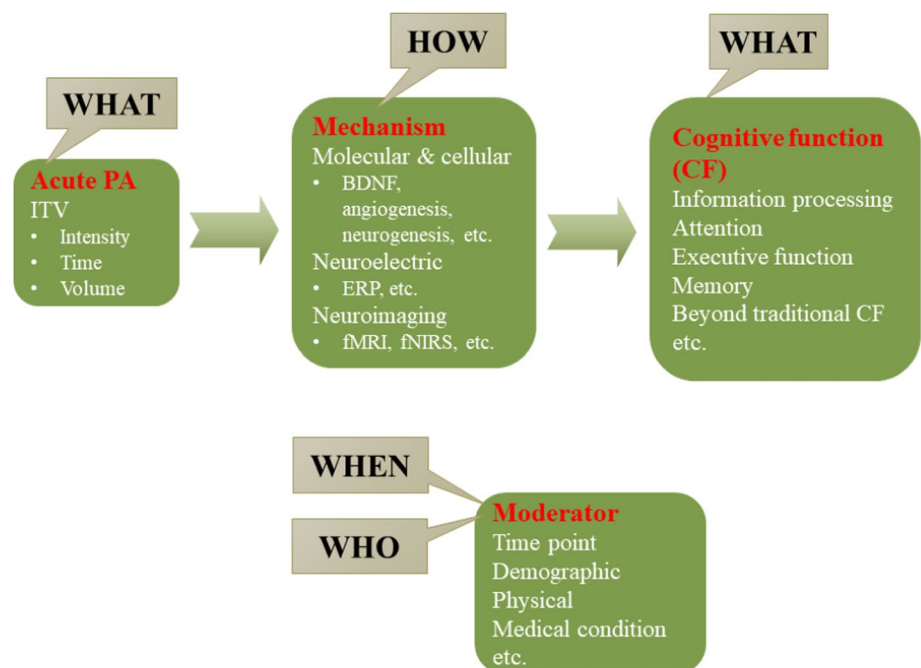 WHAT
Acute PA
ITV
• Intensity
• Time
• Volume
HOW
Mechanism
Molecular & cellular
• BDNF,
angiogenesis,
neurogenesis, etc.
Neuroelectric
• ERP, etc.
Neuroimaging
• fMRI, fNIRS, etc.
WHAT
Cognitive function
(CF)
Information processing
Attention
Executive function
Memory
Beyond traditional CF
etc.
WHEN
WHO
Moderator
Time point
Demographic
Physical
Medical condition
etc.